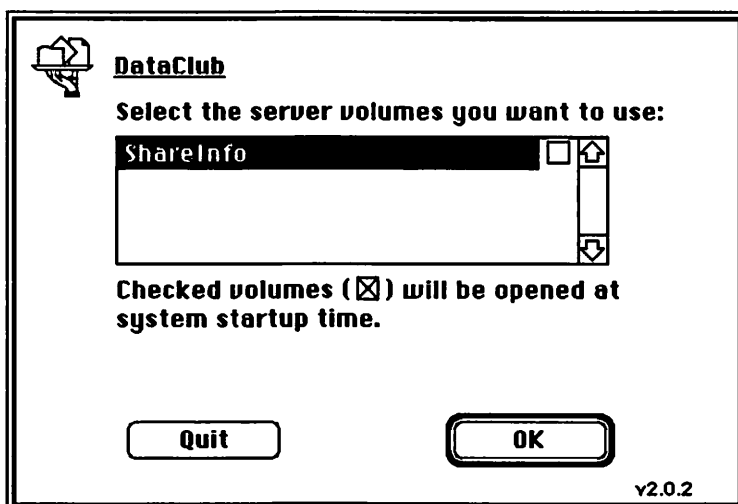 DataClub
Select the server volumes you want to use:
ShareInfo
Checked volumes (☒) will be opened at
system startup time.
Quit
OK
v2.0.2